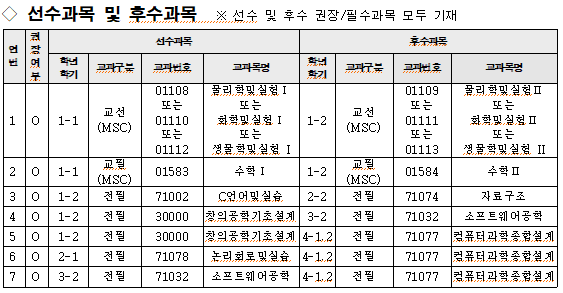 ◇ 선수과목 및 후수과목 ※ 선수 및 후수 권장/필수과목 모두 기재
연번 권장여부 선수과목 후수과목
학년학기 교과구분 교과번호 교과목명 학년학기 교과구분 교과번호 교과목명
1 O 1-1 교선(MSC) 01108 또는 01110 또는 01112 물리학및실험Ⅰ 또는 화학및실험Ⅰ 또는 생물학및실험Ⅰ 1-2 교선(MSC) 01109 또는 01111 또는 01113 물리학및실험Ⅱ 또는 화학및실험Ⅱ 또는 생물학및실험Ⅱ
2 O 1-1 교필(MSC) 01583 수학Ⅰ 1-2 교필(MSC) 01584 수학Ⅱ
3 O 1-2 전필 71002 C언어및실습 2-2 전필 71074 자료구조
4 O 1-2 전필 30000 창의공학기초설계 3-2 전필 71032 소프트웨어공학
5 O 1-2 전필 30000 창의공학기초설계 4-1,2 전필 71077 컴퓨터과학종합설계
6 O 2-1 전필 71078 논리회로및실습 4-1,2 전필 71077 컴퓨터과학종합설계
7 O 3-2 전필 71032 소프트웨어공학 4-1,2 전필 71077 컴퓨터과학종합설계